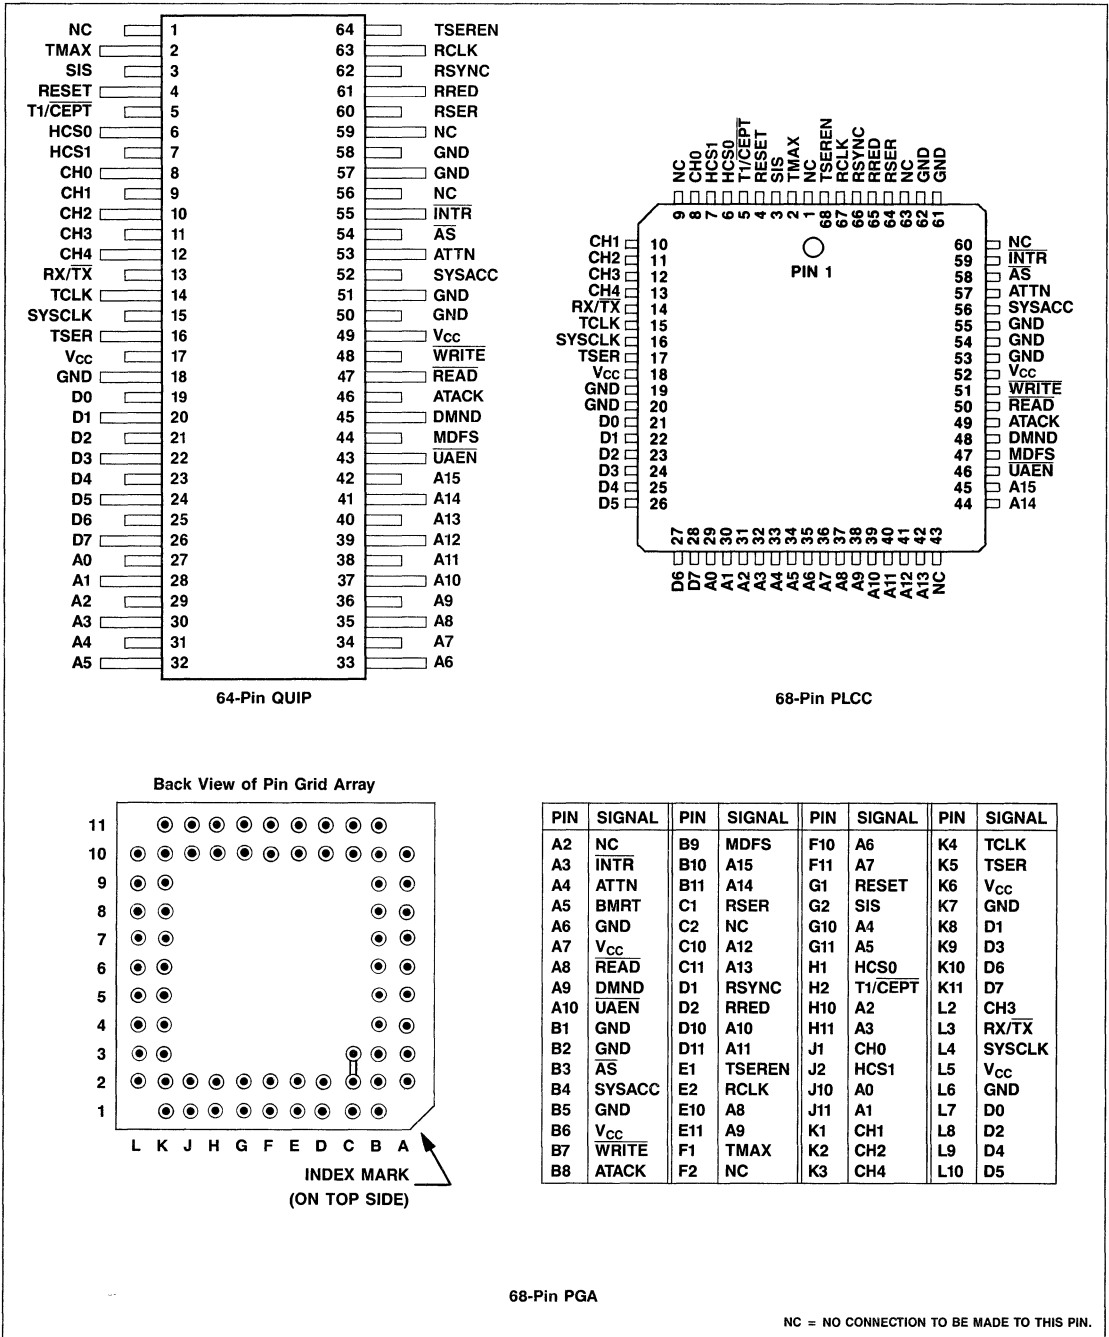 NC 1 64 TSEREN
TMAX 2 63 RCLK
SIS 3 62 RSYNC
RESET 4 61 RRED
T1/C̅E̅P̅T̅ 5 60 RSER
HCS0 6 59 NC
HCS1 7 58 GND
CH0 8 57 GND
CH1 9 56 NC
CH2 10 55 I̅N̅T̅R̅
CH3 11 54 A̅S̅
CH4 12 53 ATTN
RX/T̅X̅ 13 52 SYSACC
TCLK 14 51 GND
SYSCLK 15 50 GND
TSER 16 49 VCC
VCC 17 48 W̅R̅I̅T̅E̅
GND 18 47 R̅E̅A̅D̅
D0 19 46 ATACK
D1 20 45 DMND
D2 21 44 MDFS
D3 22 43 U̅A̅E̅N̅
D4 23 42 A15
D5 24 41 A14
D6 25 40 A13
D7 26 39 A12
A0 27 38 A11
A1 28 37 A10
A2 29 36 A9
A3 30 35 A8
A4 31 34 A7
A5 32 33 A6
64-Pin QUIP
NC CH0 HCS1 HCS0 T1/C̅E̅P̅T̅ RESET SIS TMAX NC TSEREN RCLK RSYNC RRED RSER NC GND GND
9 8 7 6 5 4 3 2 1 68 67 66 65 64 63 62 61
PIN 1
CH1 10 60 NC
CH2 11 59 I̅N̅T̅R̅
CH3 12 58 A̅S̅
CH4 13 57 ATTN
RX/T̅X̅ 14 56 SYSACC
TCLK 15 55 GND
SYSCLK 16 54 GND
TSER 17 53 GND
VCC 18 52 VCC
GND 19 51 W̅R̅I̅T̅E̅
GND 20 50 R̅E̅A̅D̅
D0 21 49 ATACK
D1 22 48 DMND
D2 23 47 MDFS
D3 24 46 U̅A̅E̅N̅
D4 25 45 A15
D5 26 44 A14
27 28 29 30 31 32 33 34 35 36 37 38 39 40 41 42 43
D6 D7 A0 A1 A2 A3 A4 A5 A6 A7 A8 A9 A10 A11 A12 A13 NC
68-Pin PLCC
Back View of Pin Grid Array
11
10
9
8
7
6
5
4
3
2
1
L K J H G F E D C B A
INDEX MARK
(ON TOP SIDE)
PIN SIGNAL PIN SIGNAL PIN SIGNAL PIN SIGNAL
A2 NC B9 MDFS F10 A6 K4 TCLK
A3 I̅N̅T̅R̅ B10 A15 F11 A7 K5 TSER
A4 ATTN B11 A14 G1 RESET K6 VCC
A5 BMRT C1 RSER G2 SIS K7 GND
A6 GND C2 NC G10 A4 K8 D1
A7 VCC C10 A12 G11 A5 K9 D3
A8 R̅E̅A̅D̅ C11 A13 H1 HCS0 K10 D6
A9 DMND D1 RSYNC H2 T1/C̅E̅P̅T̅ K11 D7
A10 U̅A̅E̅N̅ D2 RRED H10 A2 L2 CH3
B1 GND D10 A10 H11 A3 L3 RX/T̅X̅
B2 GND D11 A11 J1 CH0 L4 SYSCLK
B3 A̅S̅ E1 TSEREN J2 HCS1 L5 VCC
B4 SYSACC E2 RCLK J10 A0 L6 GND
B5 GND E10 A8 J11 A1 L7 D0
B6 VCC E11 A9 K1 CH1 L8 D2
B7 W̅R̅I̅T̅E̅ F1 TMAX K2 CH2 L9 D4
B8 ATACK F2 NC K3 CH4 L10 D5
68-Pin PGA
NC = NO CONNECTION TO BE MADE TO THIS PIN.